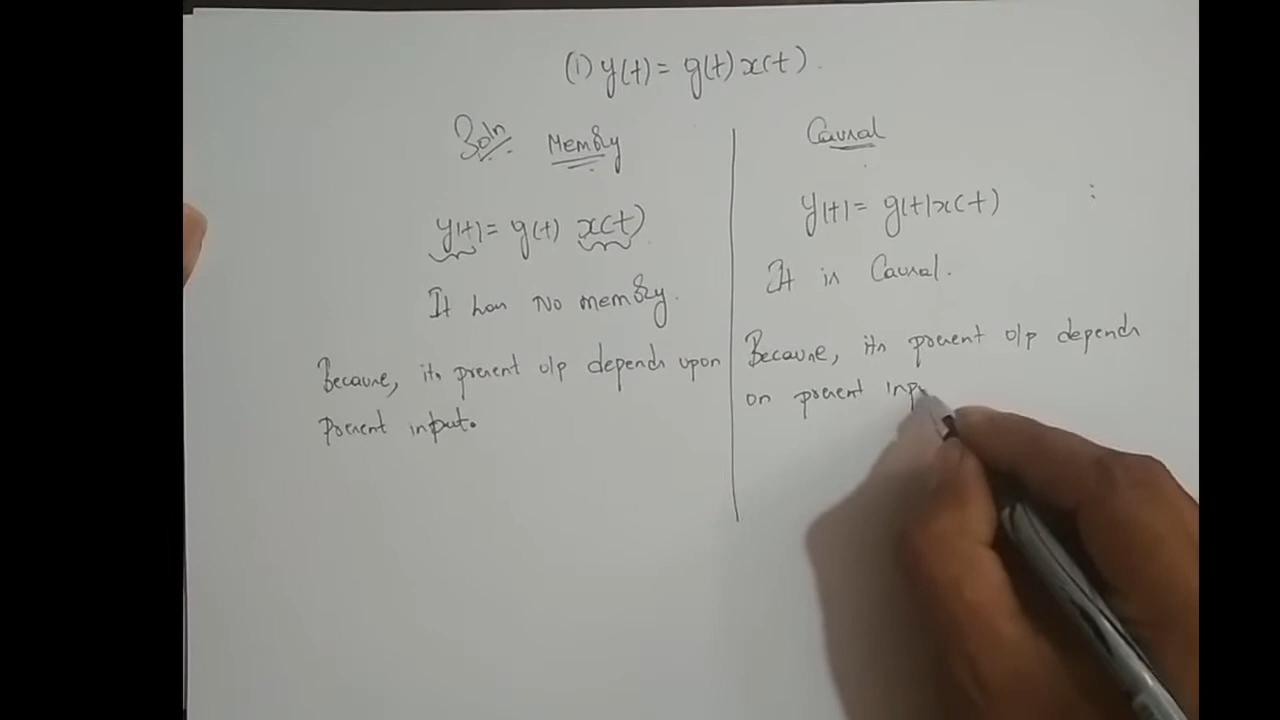 (1) y(t) = g(t) x(t).
Soln Memory
y(t) = g(t) x(t)
It has No memory.
Because, its present o/p depends upon
Present input.
Causal
y(t) = g(t) x(t) :
It is Causal.
Because, its present o/p depends
on present inp